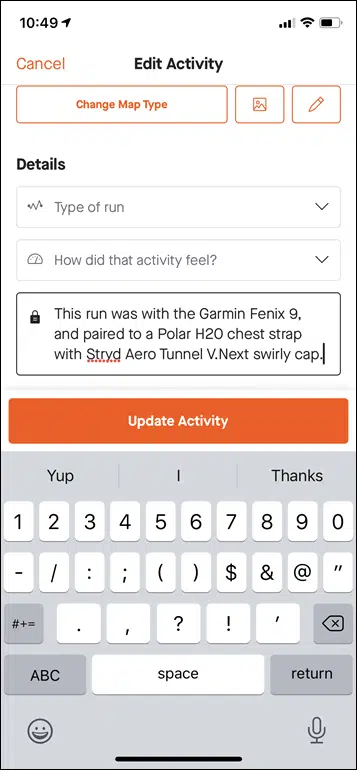 10:49
Cancel Edit Activity
Change Map Type
Details
Type of run
How did that activity feel?
This run was with the Garmin Fenix 9,
and paired to a Polar H20 chest strap
with Stryd Aero Tunnel V.Next swirly cap.
Update Activity
Yup I Thanks
1 2 3 4 5 6 7 8 9 0
- / : ; ( ) $ & @ "
#+= . , ? ! '
ABC space return